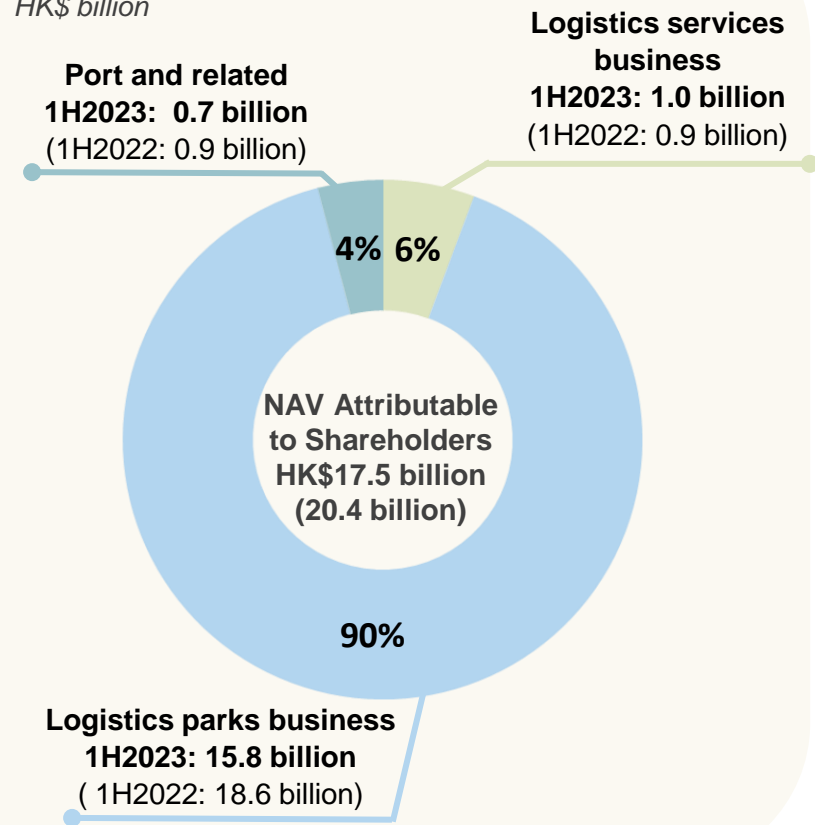 HK$ billion
Logistics services
business
1H2023: 1.0 billion
(1H2022: 0.9 billion)
Port and related
1H2023:  0.7 billion
(1H2022: 0.9 billion)
4% 6%
NAV Attributable
to Shareholders
HK$17.5 billion
(20.4 billion)
90%
Logistics parks business
1H2023: 15.8 billion
( 1H2022: 18.6 billion)